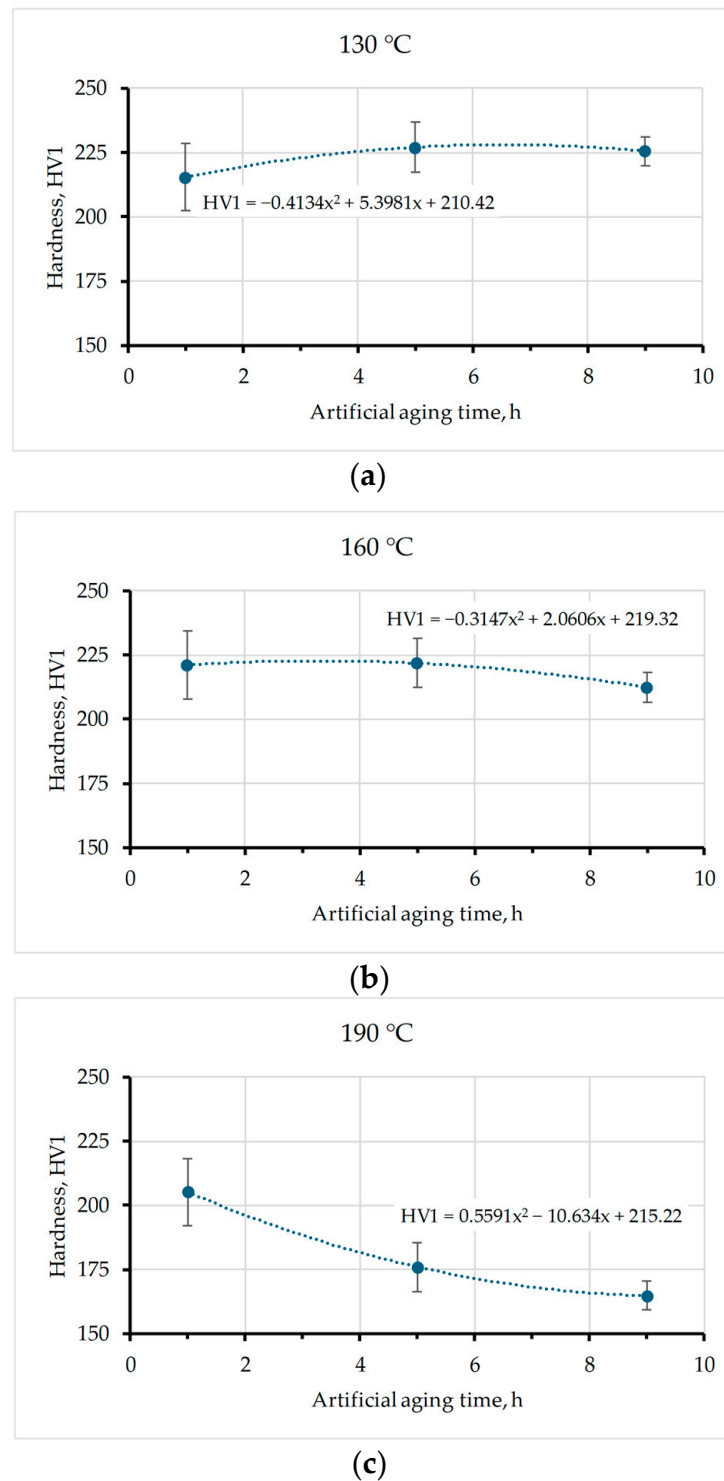 130 °C
250
225
200
175
150
Hardness, HV1
HV1 = −0.4134x² + 5.3981x + 210.42
0 2 4 6 8 10
Artificial aging time, h
(a)
160 °C
250
225
200
175
150
Hardness, HV1
HV1 = −0.3147x² + 2.0606x + 219.32
0 2 4 6 8 10
Artificial aging time, h
(b)
190 °C
250
225
200
175
150
Hardness, HV1
HV1 = 0.5591x² − 10.634x + 215.22
0 2 4 6 8 10
Artificial aging time, h
(c)